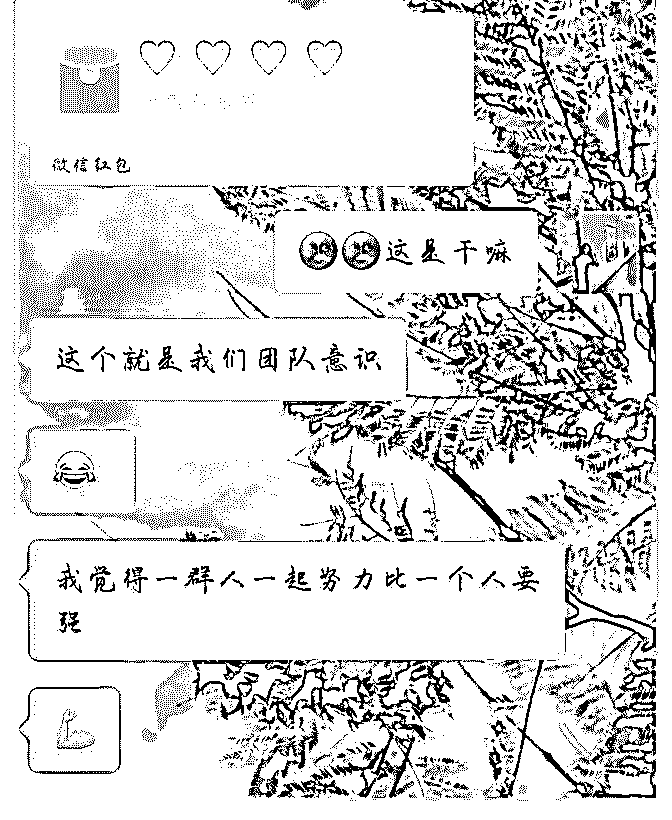 ♡ ♡ ♡ ♡
微信红包
这是干嘛
这个就是我们团队意识
😂
我觉得一群人一起努力比一个人要
强
💪